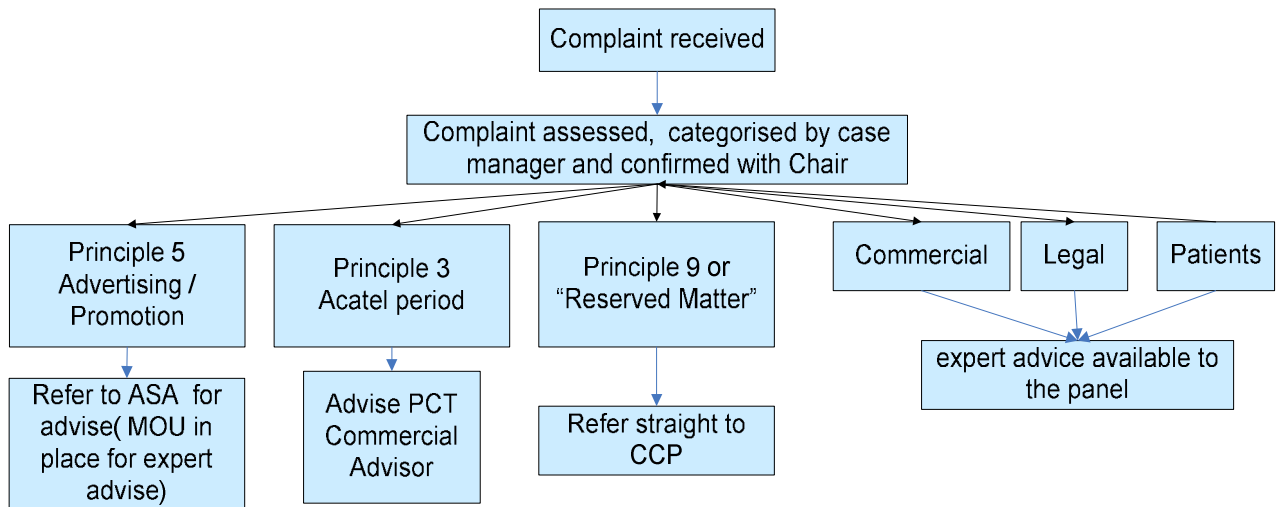 Complaint received
Complaint assessed, categorised by case
manager and confirmed with Chair
Principle 5
Advertising /
Promotion
Principle 3
Acatel period
Principle 9 or
“Reserved Matter”
Commercial
Legal
Patients
Refer to ASA for
advise( MOU in
place for expert
advise)
Advise PCT
Commercial
Advisor
Refer straight to
CCP
expert advice available to
the panel